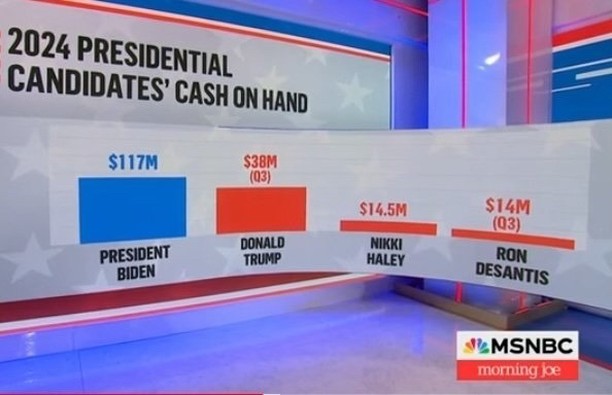 2024 PRESIDENTIAL
CANDIDATES' CASH ON HAND
$117M
PRESIDENT
BIDEN
$38M
(Q3)
DONALD
TRUMP
$14.5M
NIKKI
HALEY
$14M
(Q3)
RON
DESANTIS
MSNBC
morning joe